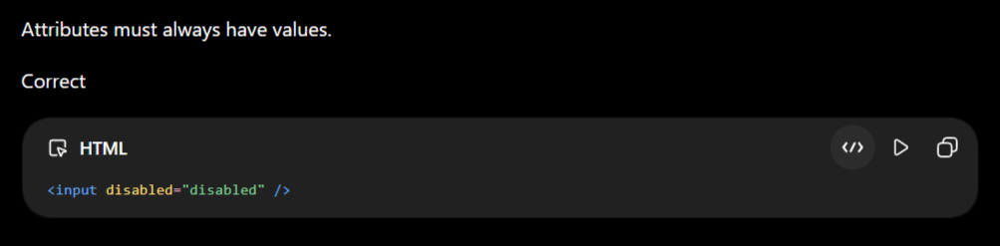 Attributes must always have values.
Correct
HTML
<input disabled="disabled" />